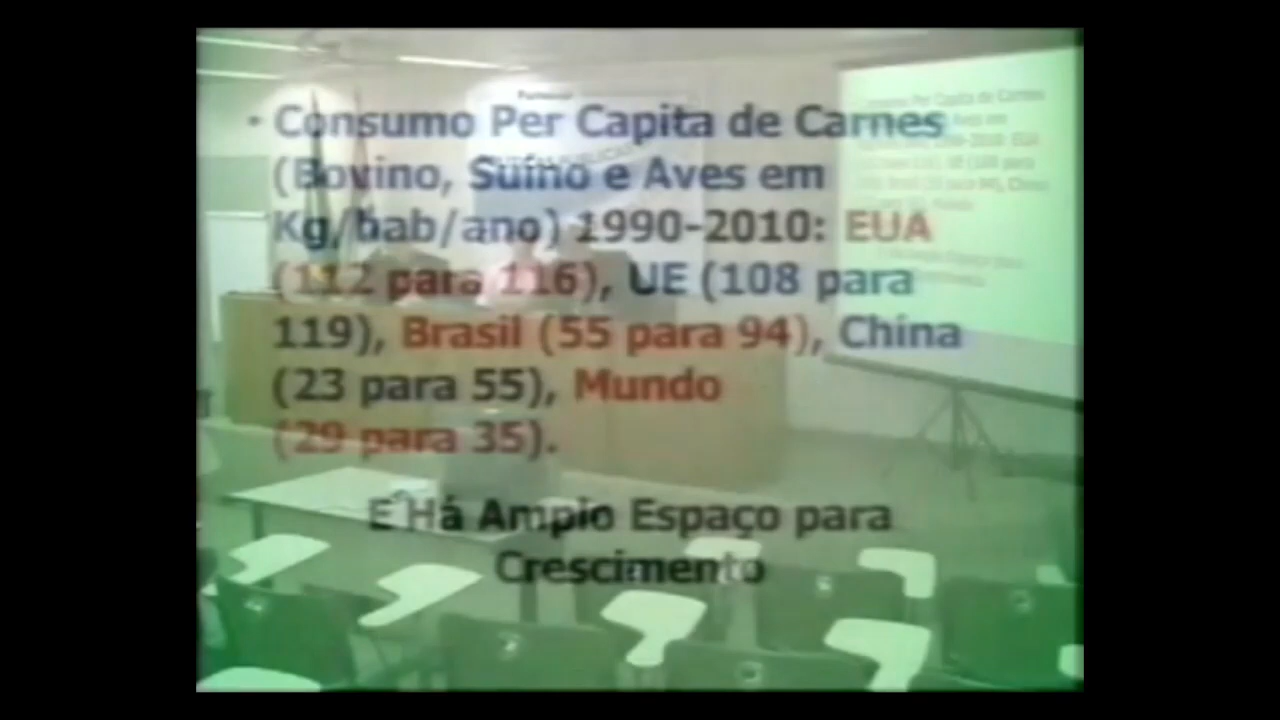 • Consumo Per Capita de Carnes
(Bovino, Suíno e Aves em
Kg/hab/ano) 1990-2010: EUA
(112 para 116), UE (108 para
119), Brasil (55 para 94), China
(23 para 55), Mundo
(29 para 35).
E Há Amplo Espaço para
Crescimento